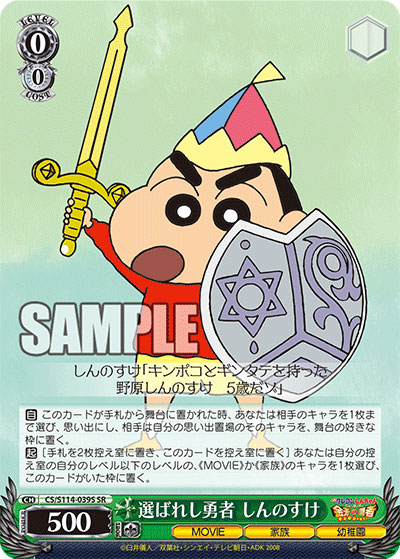 LEVEL
0
0
COST
SAMPLE
しんのすけ「キンポコとギンタテを持った
野原しんのすけ 5歳だゾ」
自 このカードが手札から舞台に置かれた時、あなたは相手のキャラを1枚ま
で選び、思い出にし、相手は自分の思い出置場のそのキャラを、舞台の好きな
枠に置く。
起 [手札を2枚控え室に置き、このカードを控え室に置く] あなたは自分の
控え室の自分のレベル以下のレベルの、《MOVIE》か《家族》のキャラを1枚選び、
このカードがいた枠に置く。
CH CS/S114-039S SR
500
選ばれし勇者 しんのすけ
MOVIE 家族 幼稚園
©臼井儀人／双葉社・シンエイ・テレビ朝日・ADK 2008